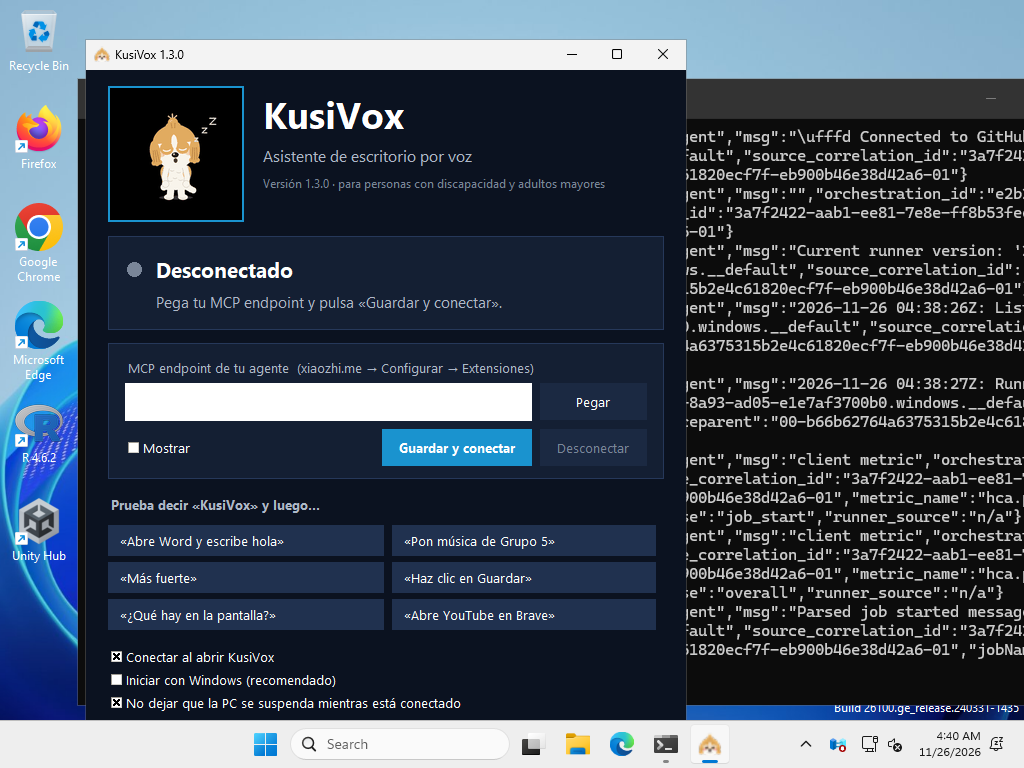 Recycle Bin
Firefox
Google
Chrome
Microsoft
Edge
R 4.6.2
Unity Hub
KusiVox 1.3.0
z z
KusiVox
Asistente de escritorio por voz
Versión 1.3.0 · para personas con discapacidad y adultos mayores
Desconectado
Pega tu MCP endpoint y pulsa «Guardar y conectar».
MCP endpoint de tu agente (xiaozhi.me → Configurar → Extensiones)
Pegar
Mostrar
Guardar y conectar
Desconectar
Prueba decir «KusiVox» y luego...
«Abre Word y escribe hola»
«Pon música de Grupo 5»
«Más fuerte»
«Haz clic en Guardar»
«¿Qué hay en la pantalla?»
«Abre YouTube en Brave»
Conectar al abrir KusiVox
Iniciar con Windows (recomendado)
No dejar que la PC se suspenda mientras está conectado
gent","msg":"\ufffd Connected to GitHub
fault","source_correlation_id":"3a7f2
61820ecf7f-eb900b46e38d42a6-01"}
gent","msg":"","orchestration_id":"e2b
_id":"3a7f2422-aab1-ee81-7e8e-ff8b53fe
6-01"}
gent","msg":"Current runner version: '
ws.__default","source_correlation_id":
5b2e4c61820ecf7f-eb900b46e38d42a6-01"
gent","msg":"2026-11-26 04:38:26Z: List
0.windows.__default","source_correlatio
4a6375315b2e4c61820ecf7f-eb900b46e38d4
gent","msg":"2026-11-26 04:38:27Z: Runn
-8a93-ad05-e1e7af3700b0.windows.__defau
ceparent":"00-b66b62764a6375315b2e4c618
gent","msg":"client metric","orchestra
e_correlation_id":"3a7f2422-aab1-ee81-7
900b46e38d42a6-01","metric_name":"hca.
se":"job_start","runner_source":"n/a"}
gent","msg":"client metric","orchestra
e_correlation_id":"3a7f2422-aab1-ee81-7
900b46e38d42a6-01","metric_name":"hca.
se":"overall","runner_source":"n/a"}
gent","msg":"Parsed job started message
fault","source_correlation_id":"3a7f24
61820ecf7f-eb900b46e38d42a6-01","jobNa
Build 26100.ge_release.240331-1435
Search
4:40 AM
11/26/2026